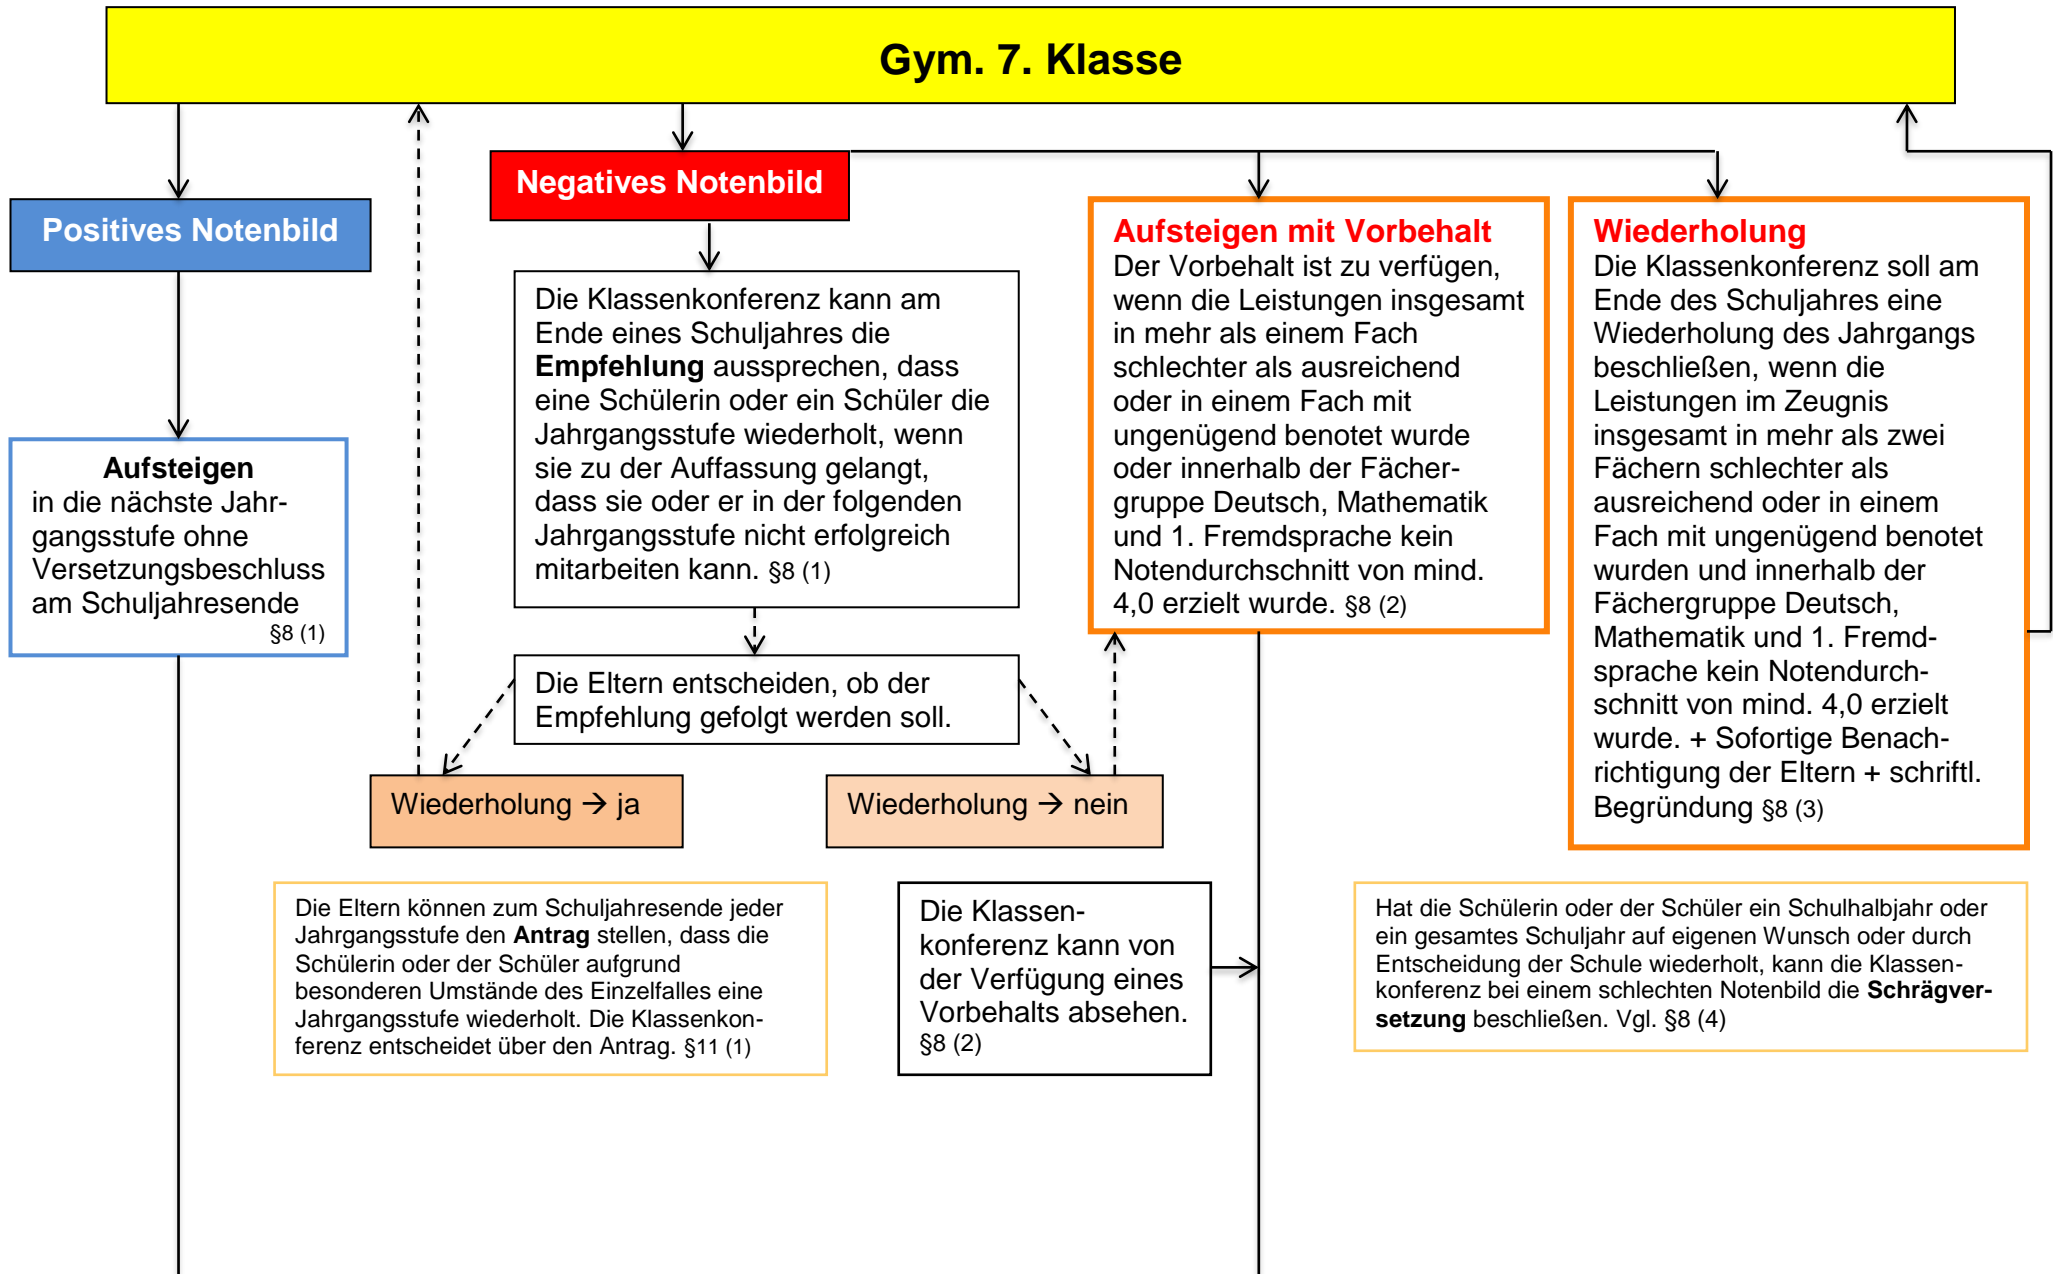 Gym. 7. Klasse
Negatives Notenbild
Positives Notenbild
Aufsteigen
in die nächste Jahr-
gangsstufe ohne
Versetzungsbeschluss
am Schuljahresende
§8 (1)
Die Klassenkonferenz kann am
Ende eines Schuljahres die
Empfehlung aussprechen, dass
eine Schülerin oder ein Schüler die
Jahrgangsstufe wiederholt, wenn
sie zu der Auffassung gelangt,
dass sie oder er in der folgenden
Jahrgangsstufe nicht erfolgreich
mitarbeiten kann. §8 (1)
Die Eltern entscheiden, ob der
Empfehlung gefolgt werden soll.
Wiederholung → ja
Wiederholung → nein
Aufsteigen mit Vorbehalt
Der Vorbehalt ist zu verfügen,
wenn die Leistungen insgesamt
in mehr als einem Fach
schlechter als ausreichend
oder in einem Fach mit
ungenügend benotet wurde
oder innerhalb der Fächer-
gruppe Deutsch, Mathematik
und 1. Fremdsprache kein
Notendurchschnitt von mind.
4,0 erzielt wurde. §8 (2)
Wiederholung
Die Klassenkonferenz soll am
Ende des Schuljahres eine
Wiederholung des Jahrgangs
beschließen, wenn die
Leistungen im Zeugnis
insgesamt in mehr als zwei
Fächern schlechter als
ausreichend oder in einem
Fach mit ungenügend benotet
wurden und innerhalb der
Fächergruppe Deutsch,
Mathematik und 1. Fremd-
sprache kein Notendurch-
schnitt von mind. 4,0 erzielt
wurde. + Sofortige Benach-
richtigung der Eltern + schriftl.
Begründung §8 (3)
Die Eltern können zum Schuljahresende jeder
Jahrgangsstufe den Antrag stellen, dass die
Schülerin oder der Schüler aufgrund
besonderen Umstände des Einzelfalles eine
Jahrgangsstufe wiederholt. Die Klassenkon-
ferenz entscheidet über den Antrag. §11 (1)
Die Klassen-
konferenz kann von
der Verfügung eines
Vorbehalts absehen.
§8 (2)
Hat die Schülerin oder der Schüler ein Schulhalbjahr oder
ein gesamtes Schuljahr auf eigenen Wunsch oder durch
Entscheidung der Schule wiederholt, kann die Klassen-
konferenz bei einem schlechten Notenbild die Schrägver-
setzung beschließen. Vgl. §8 (4)